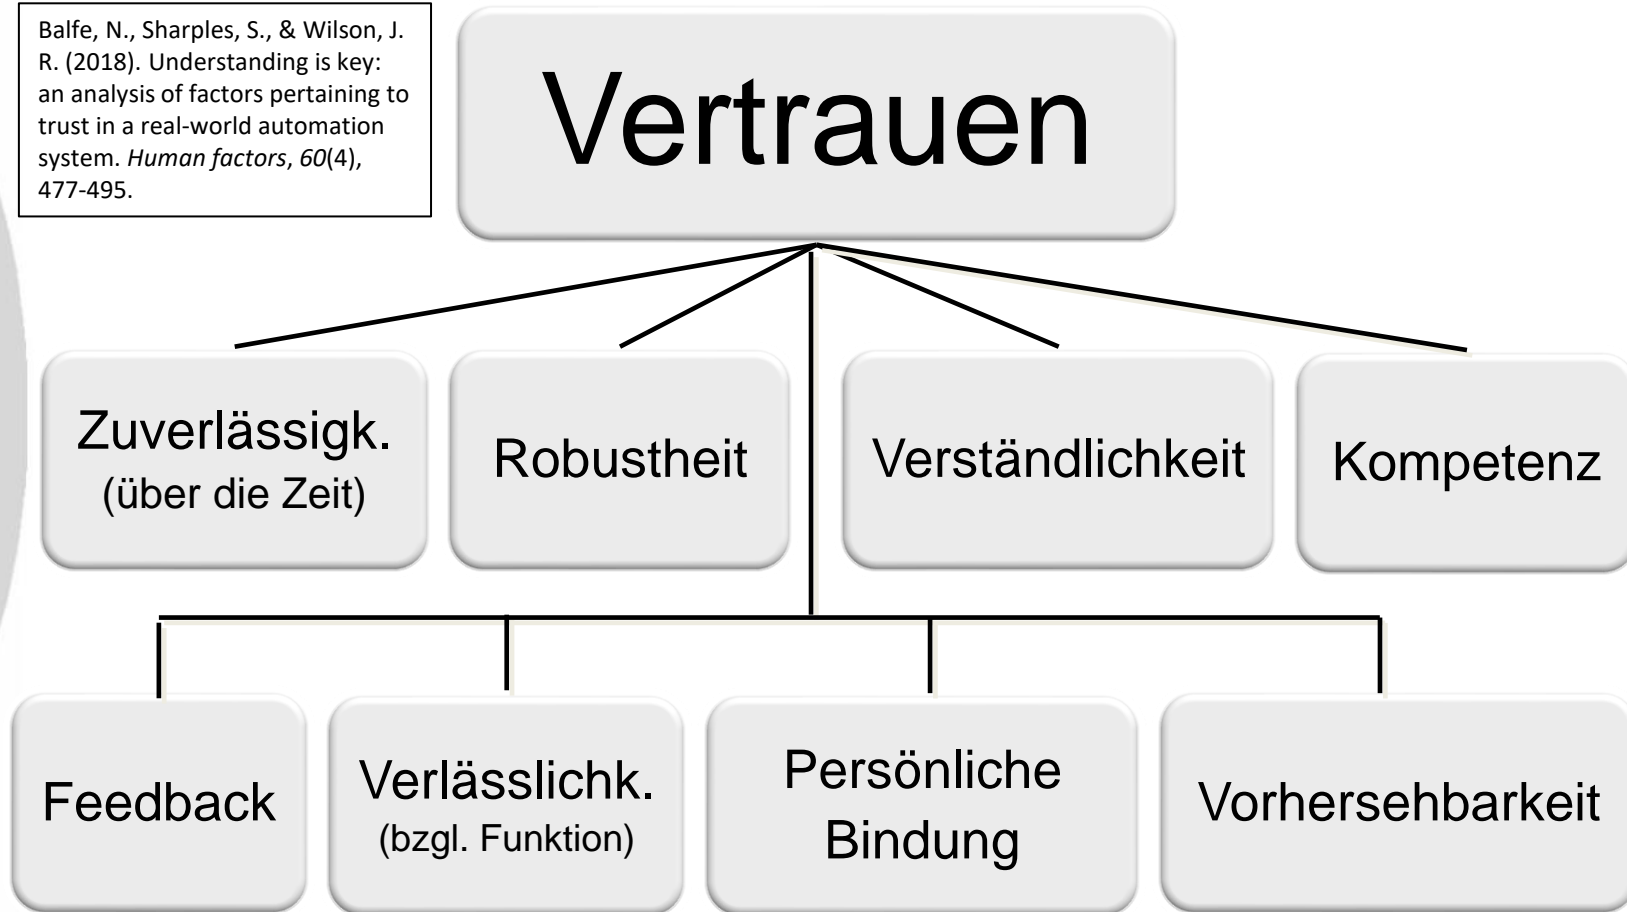 Balfe, N., Sharples, S., & Wilson, J.
R. (2018). Understanding is key:
an analysis of factors pertaining to
trust in a real-world automation
system. Human factors, 60(4),
477-495.
Vertrauen
Zuverlässigk.
(über die Zeit)
Robustheit
Verständlichkeit
Kompetenz
Feedback
Verlässlichk.
(bzgl. Funktion)
Persönliche
Bindung
Vorhersehbarkeit